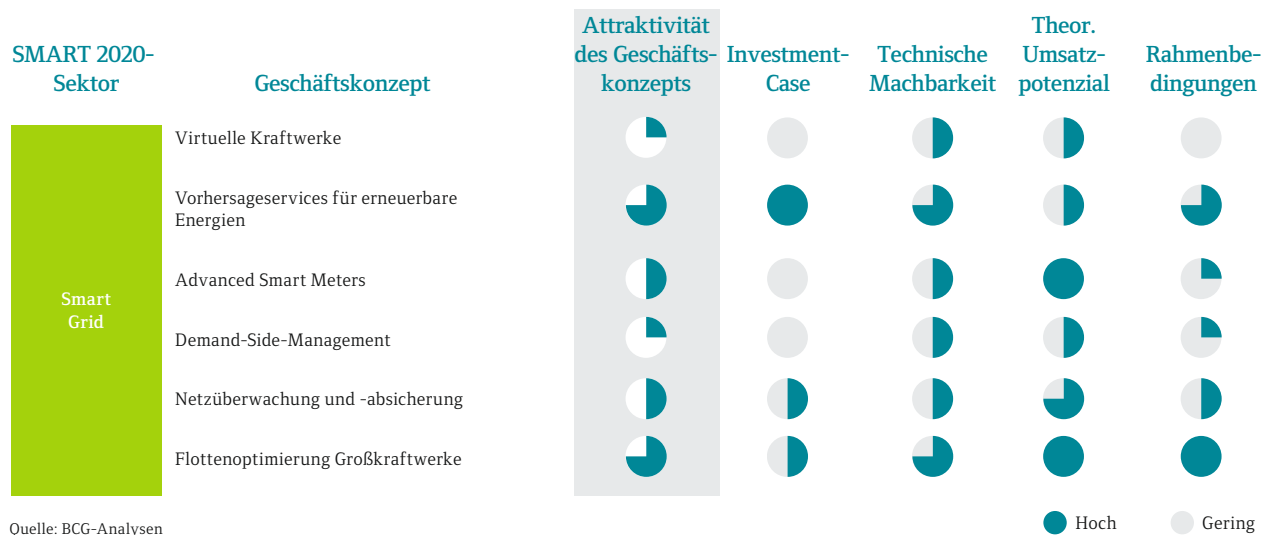 SMART 2020-
Sektor
Geschäftskonzept
Attraktivität
des Geschäfts-
konzepts
Investment-
Case
Technische
Machbarkeit
Theor.
Umsatz-
potenzial
Rahmenbe-
dingungen
Smart
Grid
Virtuelle Kraftwerke
Vorhersageservices für erneuerbare
Energien
Advanced Smart Meters
Demand-Side-Management
Netzüberwachung und -absicherung
Flottenoptimierung Großkraftwerke
Quelle: BCG-Analysen
Hoch
Gering